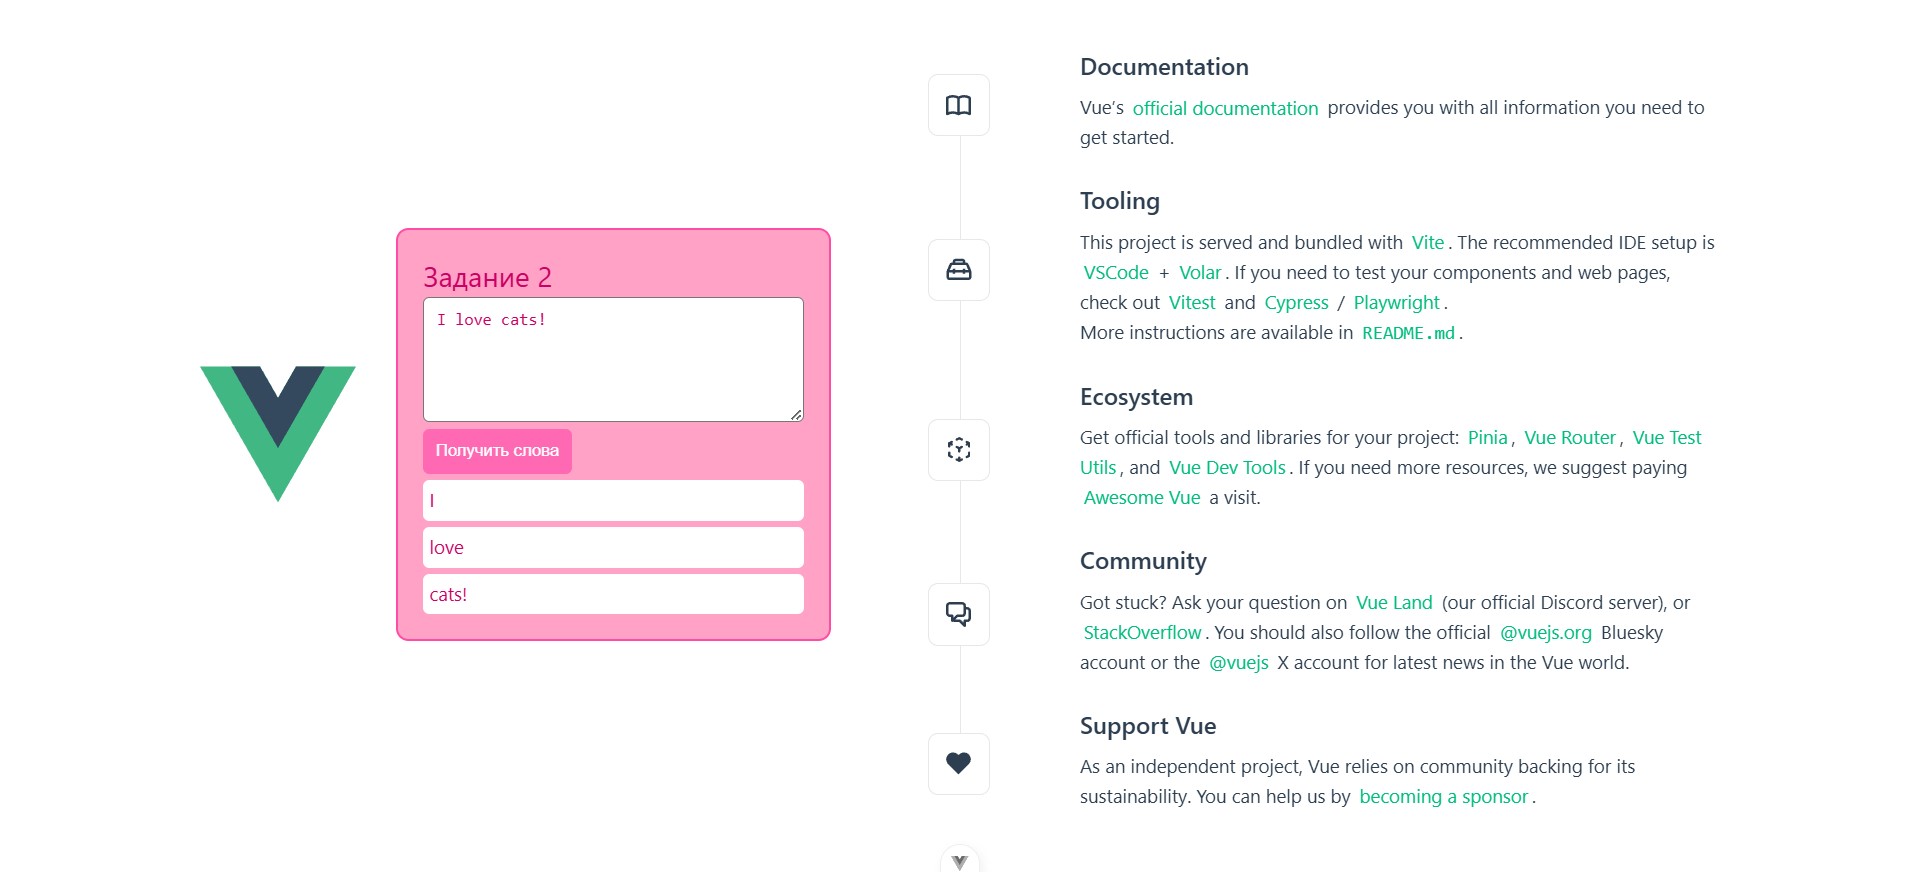 Задание 2
I love cats!
Получить слова
I
love
cats!
Documentation
Vue’s official documentation provides you with all information you need to
get started.
Tooling
This project is served and bundled with Vite. The recommended IDE setup is
VSCode + Volar. If you need to test your components and web pages,
check out Vitest and Cypress / Playwright.
More instructions are available in README.md.
Ecosystem
Get official tools and libraries for your project: Pinia, Vue Router, Vue Test
Utils, and Vue Dev Tools. If you need more resources, we suggest paying
Awesome Vue a visit.
Community
Got stuck? Ask your question on Vue Land (our official Discord server), or
StackOverflow. You should also follow the official @vuejs.org Bluesky
account or the @vuejs X account for latest news in the Vue world.
Support Vue
As an independent project, Vue relies on community backing for its
sustainability. You can help us by becoming a sponsor.